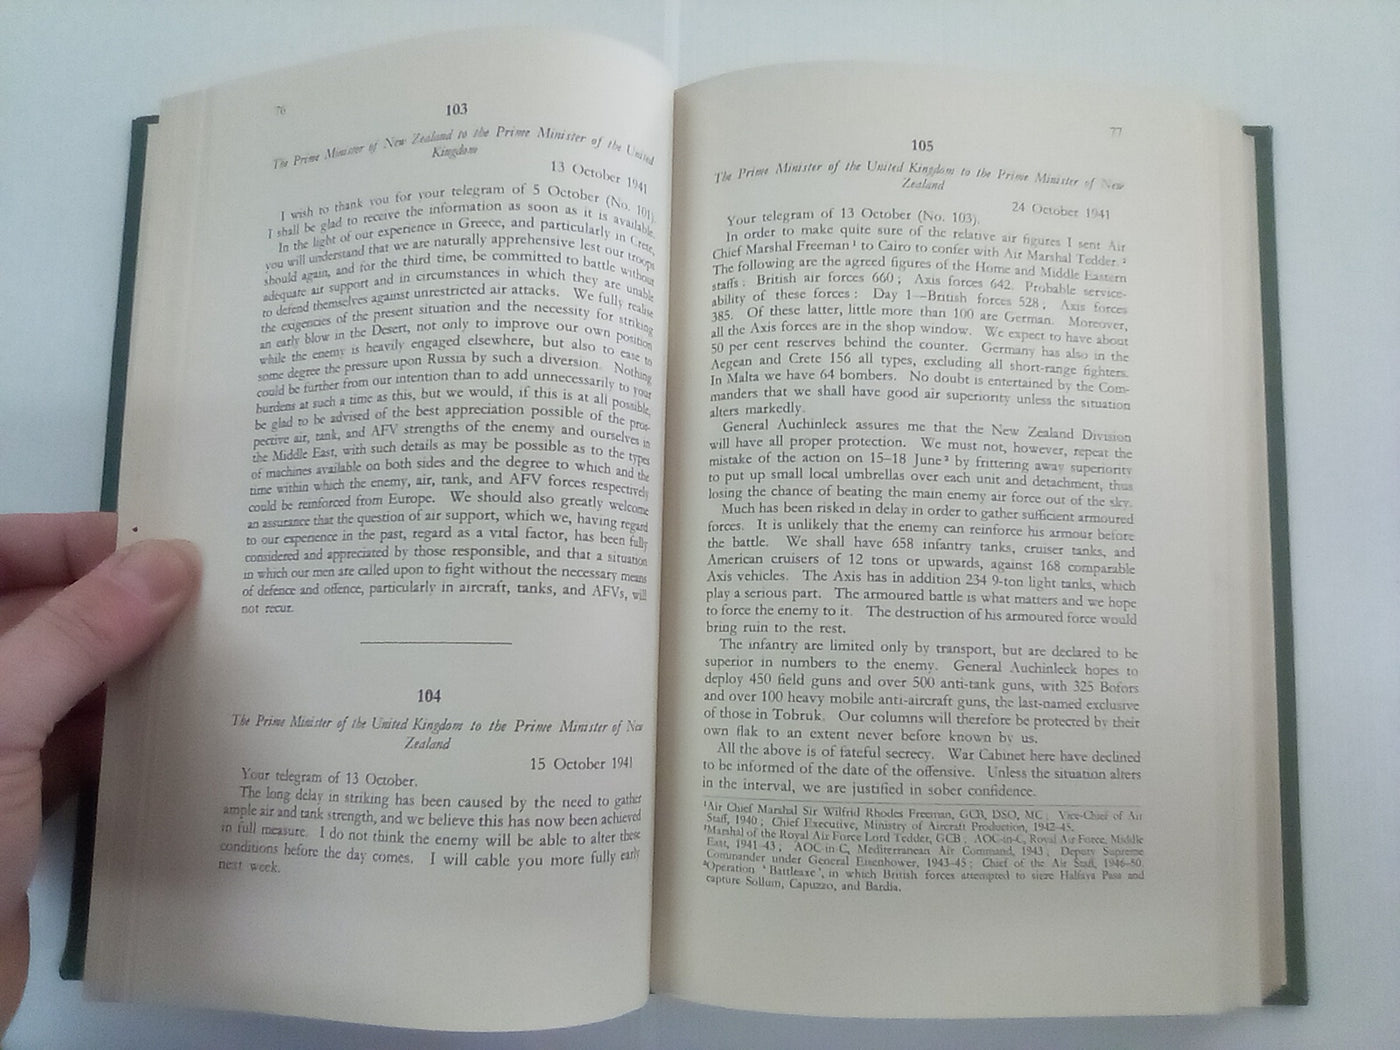 76
103
The Prime Minister of New Zealand to the Prime Minister of the United
Kingdom
13 October 1941
I wish to thank you for your telegram of 5 October (No. 101).
I shall be glad to receive the information as soon as it is available.
In the light of our experience in Greece, and particularly in Crete,
you will understand that we are naturally apprehensive lest our troops
should again, and for the third time, be committed to battle without
adequate air support and in circumstances in which they are unable
to defend themselves against unrestricted air attacks. We fully realise
the exigencies of the present situation and the necessity for striking
an early blow in the Desert, not only to improve our own position
while the enemy is heavily engaged elsewhere, but also to ease to
some degree the pressure upon Russia by such a diversion. Nothing
could be further from our intention than to add unnecessarily to your
burdens at such a time as this, but we would, if this is at all possible,
be glad to be advised of the best appreciation possible of the pros-
pective air, tank, and AFV strengths of the enemy and ourselves in
the Middle East, with such details as may be possible as to the types
of machines available on both sides and the degree to which and the
time within which the enemy, air, tank, and AFV forces respectively
could be reinforced from Europe. We should also greatly welcome
an assurance that the question of air support, which we, having regard
to our experience in the past, regard as a vital factor, has been fully
considered and appreciated by those responsible, and that a situation
in which our men are called upon to fight without the necessary means
of defence and offence, particularly in aircraft, tanks, and AFVs, will
not recur.
104
The Prime Minister of the United Kingdom to the Prime Minister of New
Zealand
15 October 1941
Your telegram of 13 October.
The long delay in striking has been caused by the need to gather
ample air and tank strength, and we believe this has now been achieved
in full measure. I do not think the enemy will be able to alter these
conditions before the day comes. I will cable you more fully early
next week.
77
105
The Prime Minister of the United Kingdom to the Prime Minister of New
Zealand
24 October 1941
Your telegram of 13 October (No. 103).
In order to make quite sure of the relative air figures I sent Air
Chief Marshal Freeman ¹ to Cairo to confer with Air Marshal Tedder. ²
The following are the agreed figures of the Home and Middle Eastern
staffs: British air forces 660; Axis forces 642. Probable service-
ability of these forces: Day 1—British forces 528; Axis forces
385. Of these latter, little more than 100 are German. Moreover,
all the Axis forces are in the shop window. We expect to have about
50 per cent reserves behind the counter. Germany has also in the
Aegean and Crete 156 all types, excluding all short-range fighters.
In Malta we have 64 bombers. No doubt is entertained by the Com-
manders that we shall have good air superiority unless the situation
alters markedly.
General Auchinleck assures me that the New Zealand Division
will have all proper protection. We must not, however, repeat the
mistake of the action on 15–18 June ³ by frittering away superiority
to put up small local umbrellas over each unit and detachment, thus
losing the chance of beating the main enemy air force out of the sky.
Much has been risked in delay in order to gather sufficient armoured
forces. It is unlikely that the enemy can reinforce his armour before
the battle. We shall have 658 infantry tanks, cruiser tanks, and
American cruisers of 12 tons or upwards, against 168 comparable
Axis vehicles. The Axis has in addition 234 9-ton light tanks, which
play a serious part. The armoured battle is what matters and we hope
to force the enemy to it. The destruction of his armoured force would
bring ruin to the rest.
The infantry are limited only by transport, but are declared to be
superior in numbers to the enemy. General Auchinleck hopes to
deploy 450 field guns and over 500 anti-tank guns, with 325 Bofors
and over 100 heavy mobile anti-aircraft guns, the last-named exclusive
of those in Tobruk. Our columns will therefore be protected by their
own flak to an extent never before known by us.
All the above is of fateful secrecy. War Cabinet here have declined
to be informed of the date of the offensive. Unless the situation alters
in the interval, we are justified in sober confidence.
¹Air Chief Marshal Sir Wilfrid Rhodes Freeman, GCB, DSO, MC; Vice-Chief of Air
Staff, 1940; Chief Executive, Ministry of Aircraft Production, 1942–45.
²Marshal of the Royal Air Force Lord Tedder, GCB; AOC-in-C, Royal Air Force, Middle
East, 1941–43; AOC-in-C, Mediterranean Air Command, 1943; Deputy Supreme
Commander under General Eisenhower, 1943–45; Chief of the Air Staff, 1946–50.
³Operation 'Battleaxe', in which British forces attempted to seize Halfaya Pass and
capture Sollum, Capuzzo, and Bardia.